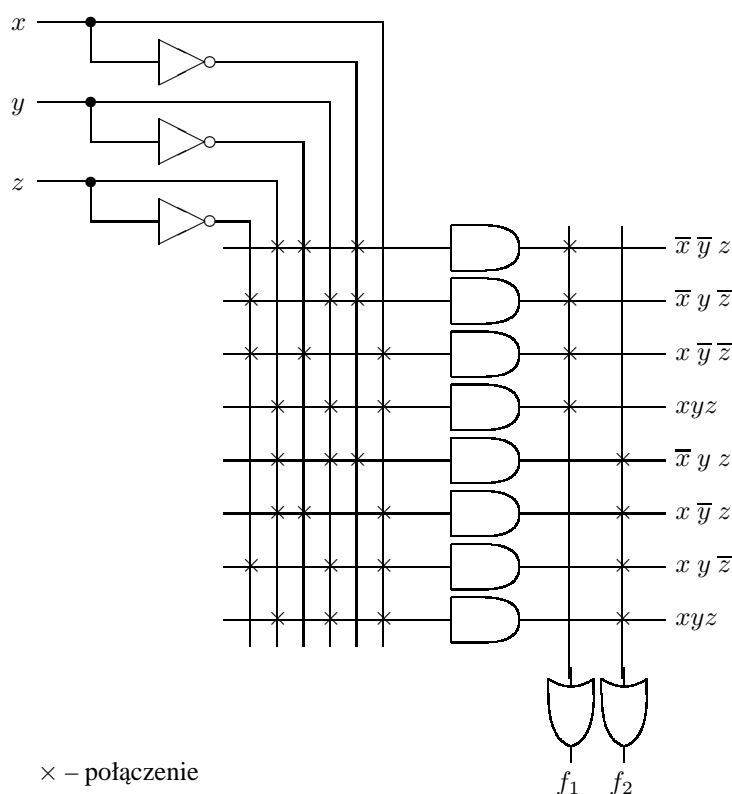 x
y
z
x̅ y̅ z
x̅ y z̅
x y̅ z̅
xyz
x̅ y z
x y̅ z
x y z̅
xyz
× – połączenie
f₁ f₂